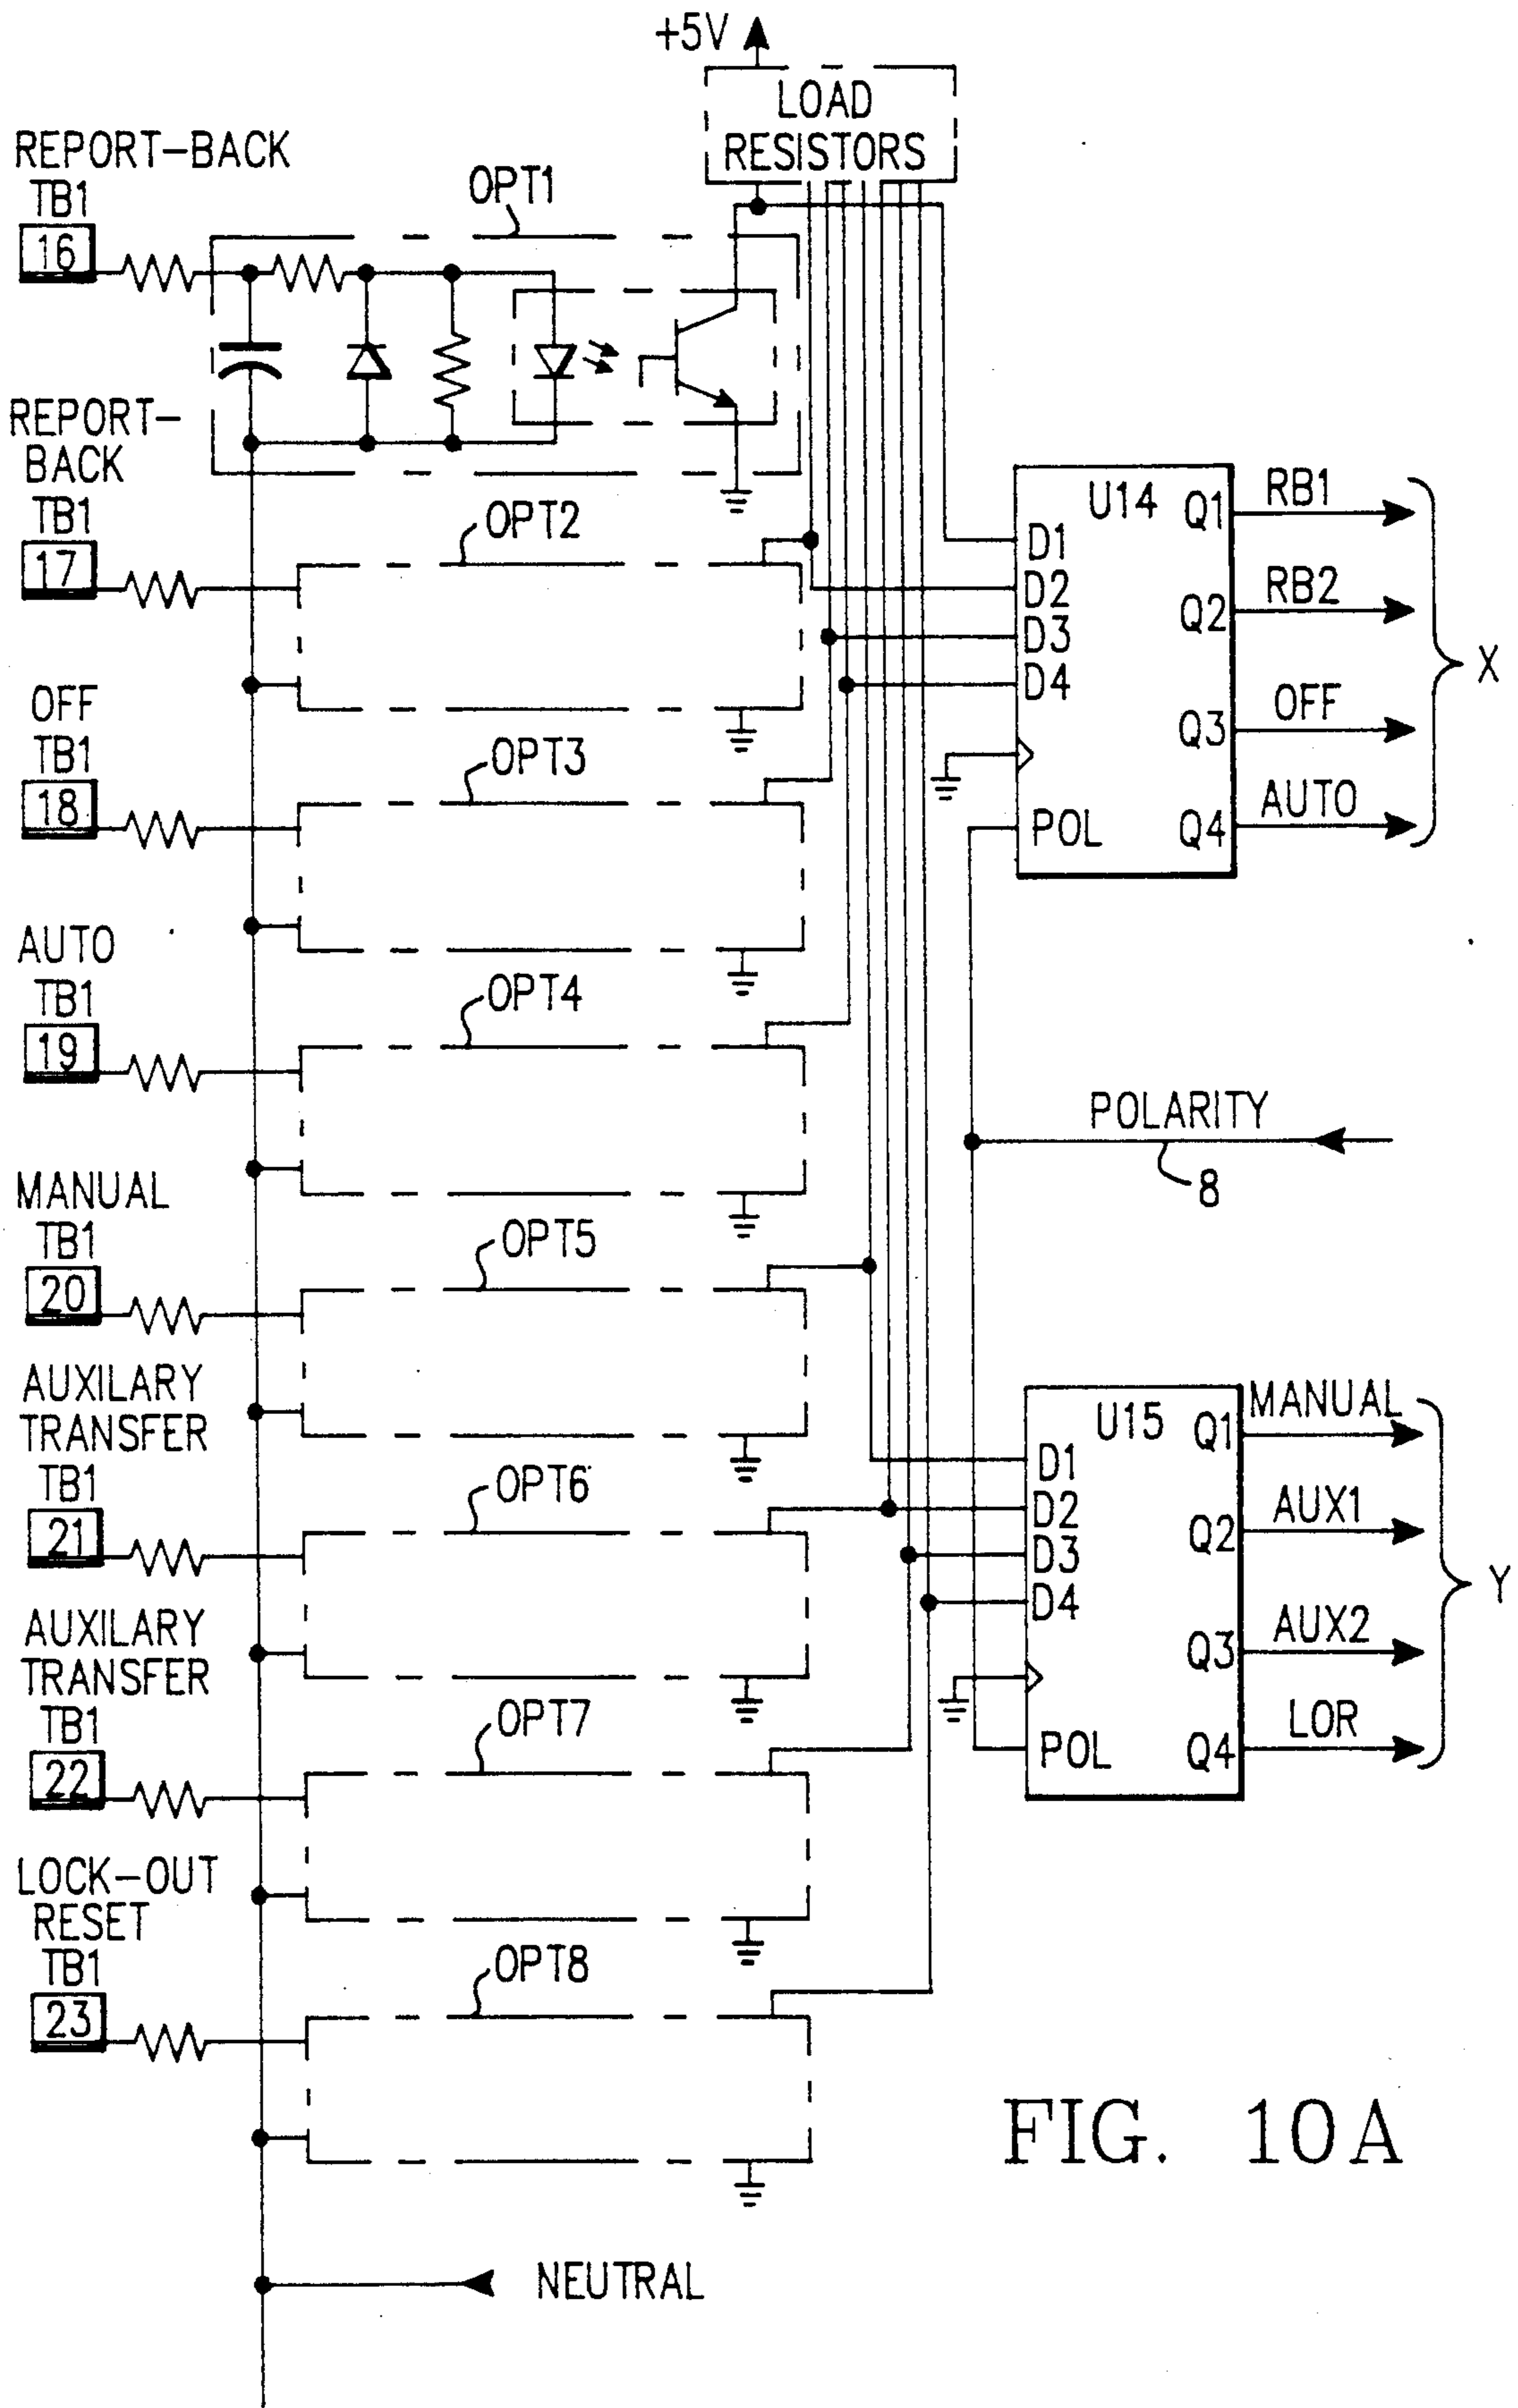 +5V
LOAD
RESISTORS
REPORT-BACK
TB1
16
OPT1
REPORT-
BACK
TB1
17
OPT2
OFF
TB1
18
OPT3
AUTO
TB1
19
OPT4
MANUAL
TB1
20
OPT5
AUXILARY
TRANSFER
TB1
21
OPT6
AUXILARY
TRANSFER
TB1
22
OPT7
LOCK-OUT
RESET
TB1
23
OPT8
NEUTRAL
U14
D1
D2
D3
D4
POL
Q1
Q2
Q3
Q4
RB1
RB2
OFF
AUTO
X
POLARITY
8
U15
D1
D2
D3
D4
POL
Q1
Q2
Q3
Q4
MANUAL
AUX1
AUX2
LOR
Y
FIG. 10A